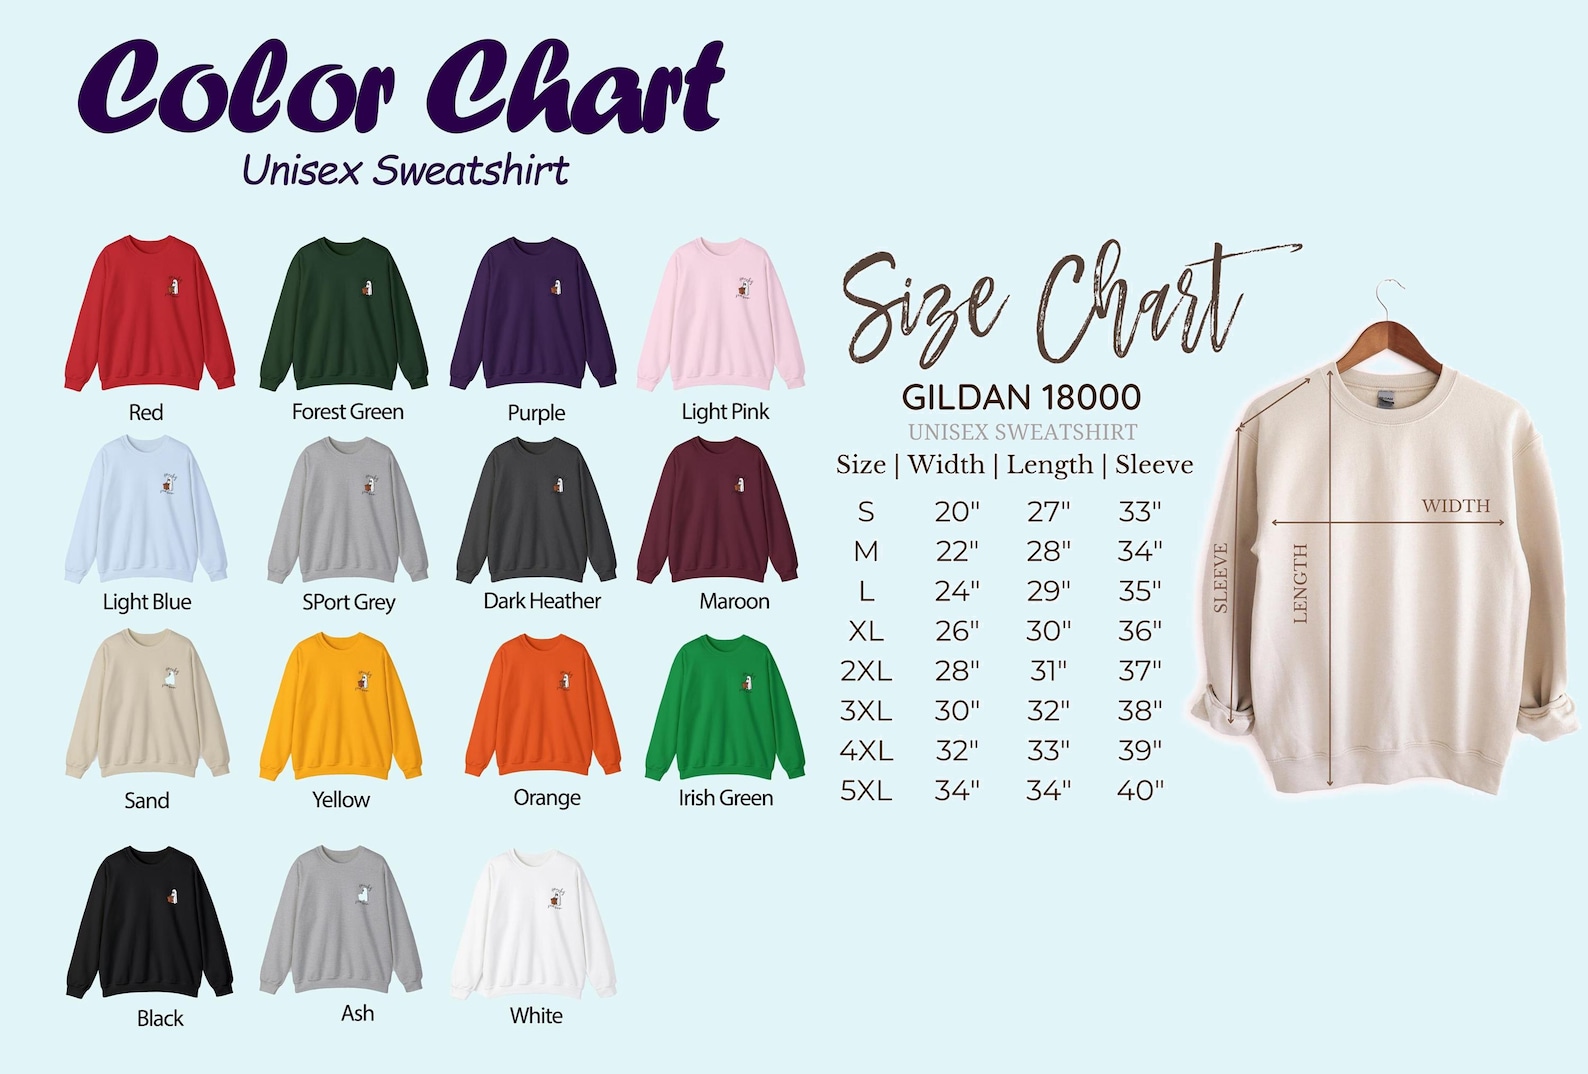 Color Chart
Unisex Sweatshirt
Red
Forest Green
Purple
Light Pink
Light Blue
SPort Grey
Dark Heather
Maroon
Sand
Yellow
Orange
Irish Green
Black
Ash
White
Size Chart
GILDAN 18000
UNISEX SWEATSHIRT
Size | Width | Length | Sleeve
S 20" 27" 33"
M 22" 28" 34"
L 24" 29" 35"
XL 26" 30" 36"
2XL 28" 31" 37"
3XL 30" 32" 38"
4XL 32" 33" 39"
5XL 34" 34" 40"
WIDTH
LENGTH
SLEEVE